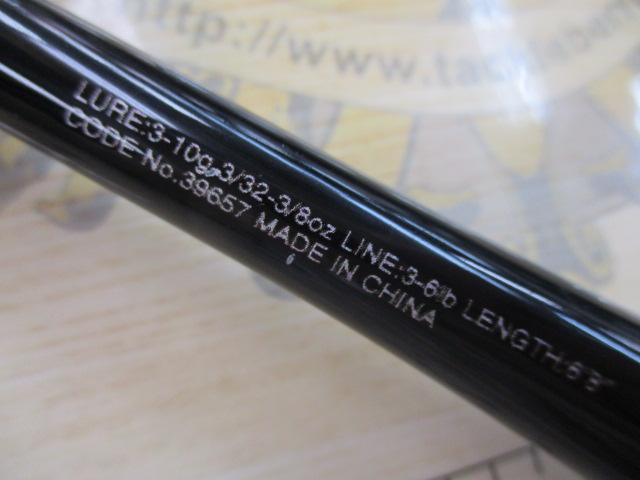 http://www.tackleber
LURE:3-10g,3/32-3/8oz LINE:3-6lb LENGTH:6'3"
CODE No.39657 MADE IN CHINA